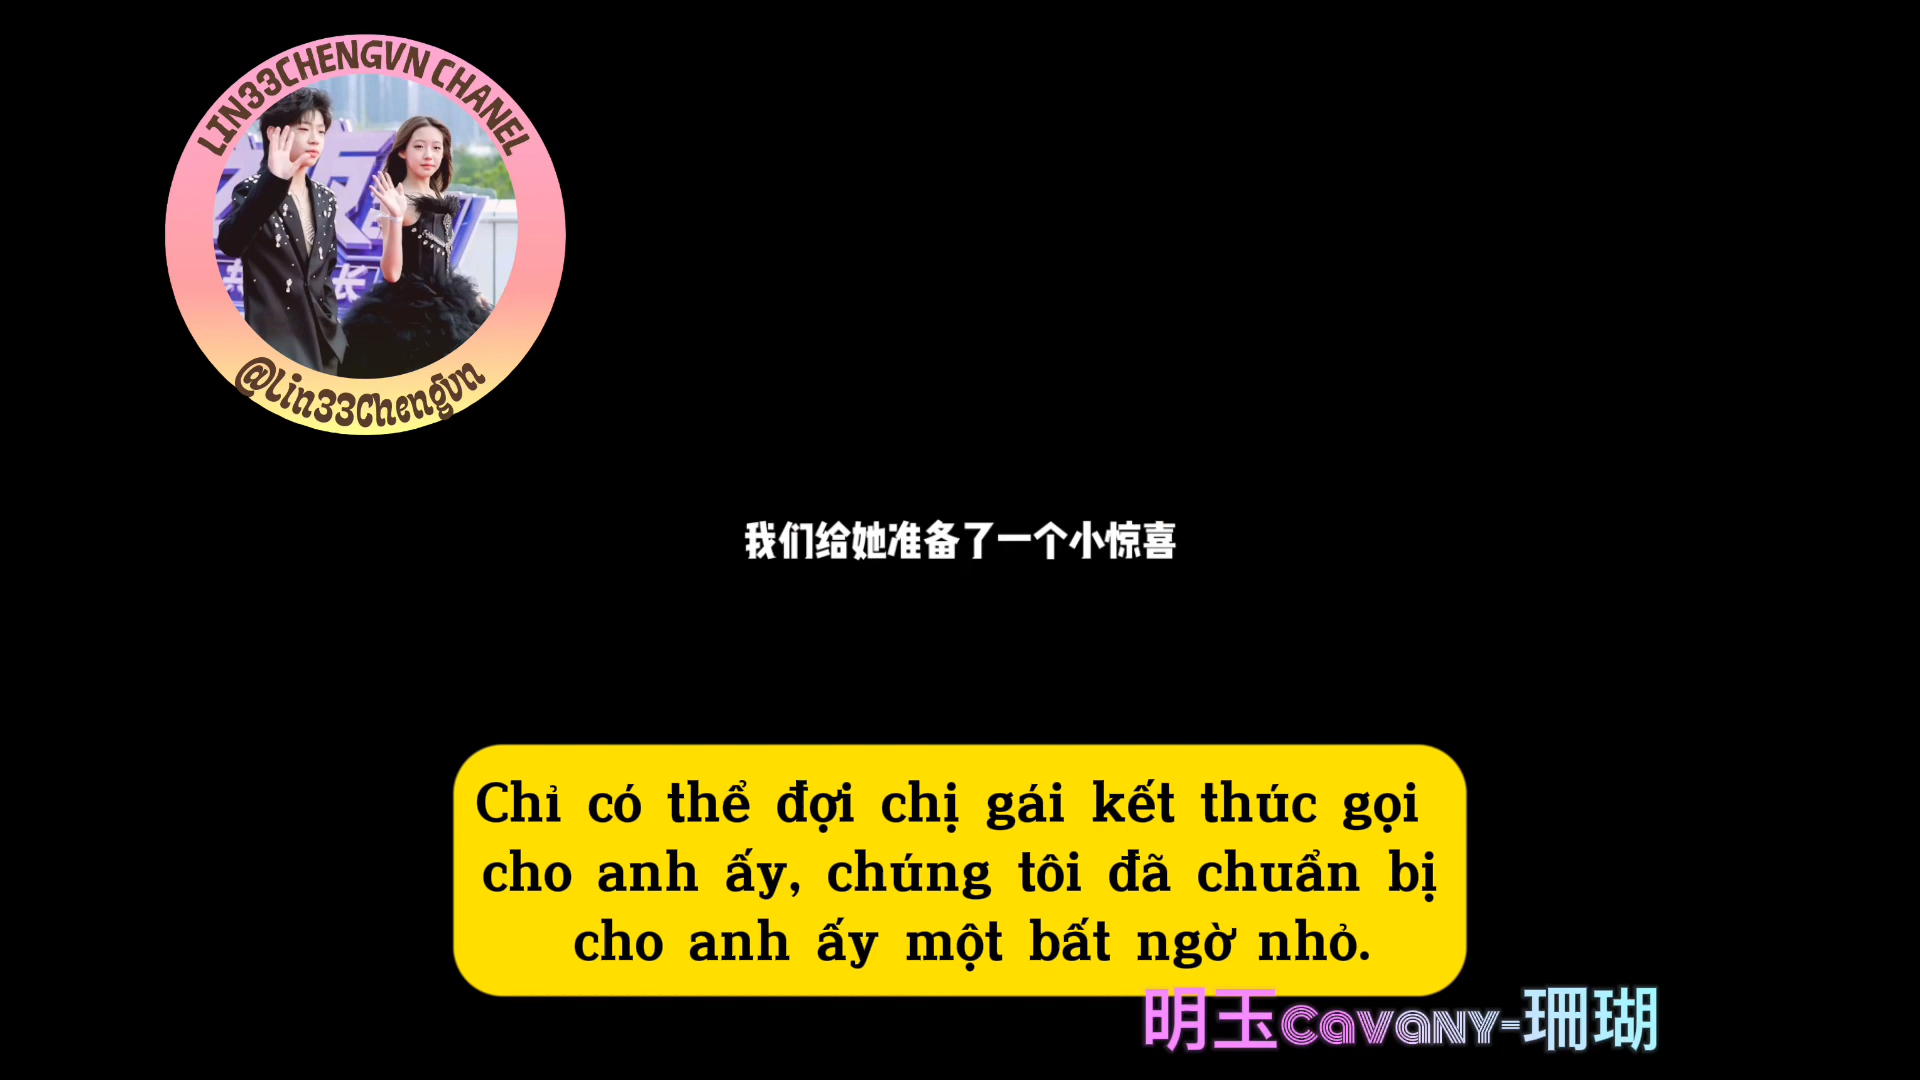 LIN33CHENGVN CHANEL
共 长
@Lin33Chengvn
我们给她准备了一个小惊喜
Chỉ có thể đợi chị gái kết thúc gọi
cho anh ấy, chúng tôi đã chuẩn bị
cho anh ấy một bất ngờ nhỏ.
明玉Cavany-珊瑚